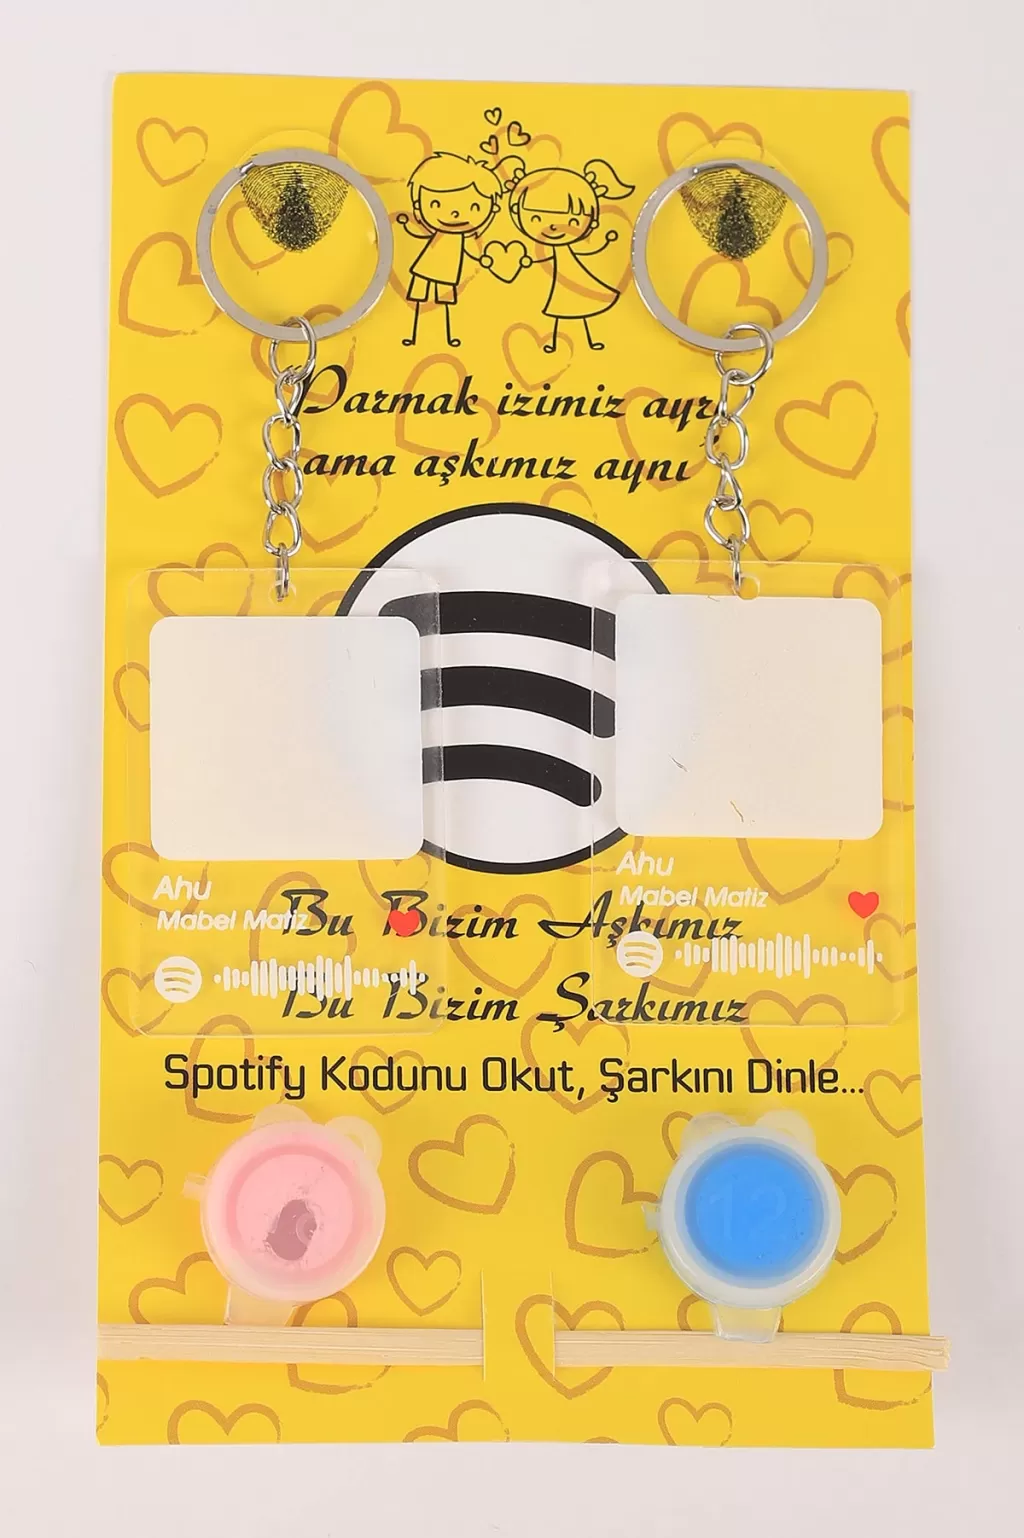 Parmak izimiz ayrı
ama aşkımız aynı
Ahu
Mabel Matiz
Ahu
Mabel Matiz
Bu Bizim Aşkımız
Bu Bizim Şarkımız
Spotify Kodunu Okut, Şarkını Dinle...
12